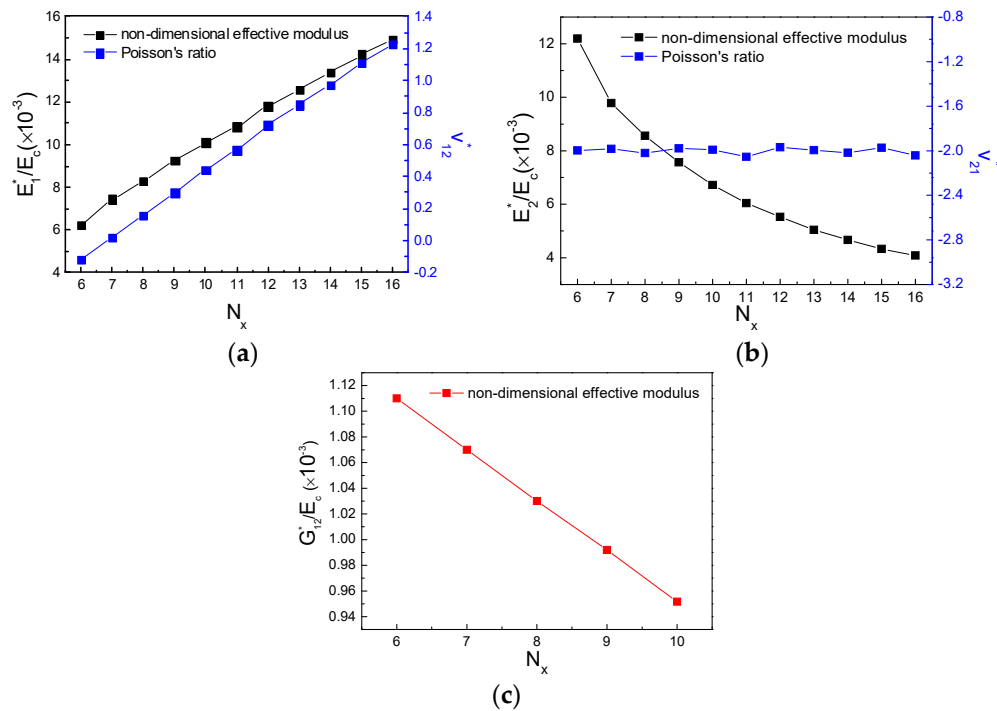 non-dimensional effective modulus
Poisson's ratio
E*1/Ec(×10-3)
16
14
12
10
8
6
4
1.4
1.2
1.0
0.8
0.6
0.4
0.2
0.0
-0.2
ν*12
6 7 8 9 10 11 12 13 14 15 16
Nx
(a)
non-dimensional effective modulus
Poisson's ratio
E*2/Ec(×10-3)
12
10
8
6
4
-0.8
-1.2
-1.6
-2.0
-2.4
-2.8
-3.2
ν*21
6 7 8 9 10 11 12 13 14 15 16
Nx
(b)
non-dimensional effective modulus
G*12/Ec (×10-3)
1.12
1.10
1.08
1.06
1.04
1.02
1.00
0.98
0.96
0.94
6 7 8 9 10
Nx
(c)